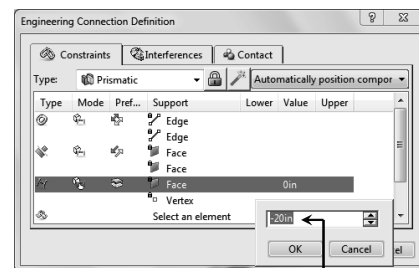 Engineering Connection Definition
Constraints Interferences Contact
Type: Prismatic Automatically position compor
Type Mode Pref... Support Lower Value Upper
Edge
Edge
Face
Face
Face 0in
Vertex
Select an element
-20in
OK Cancel el